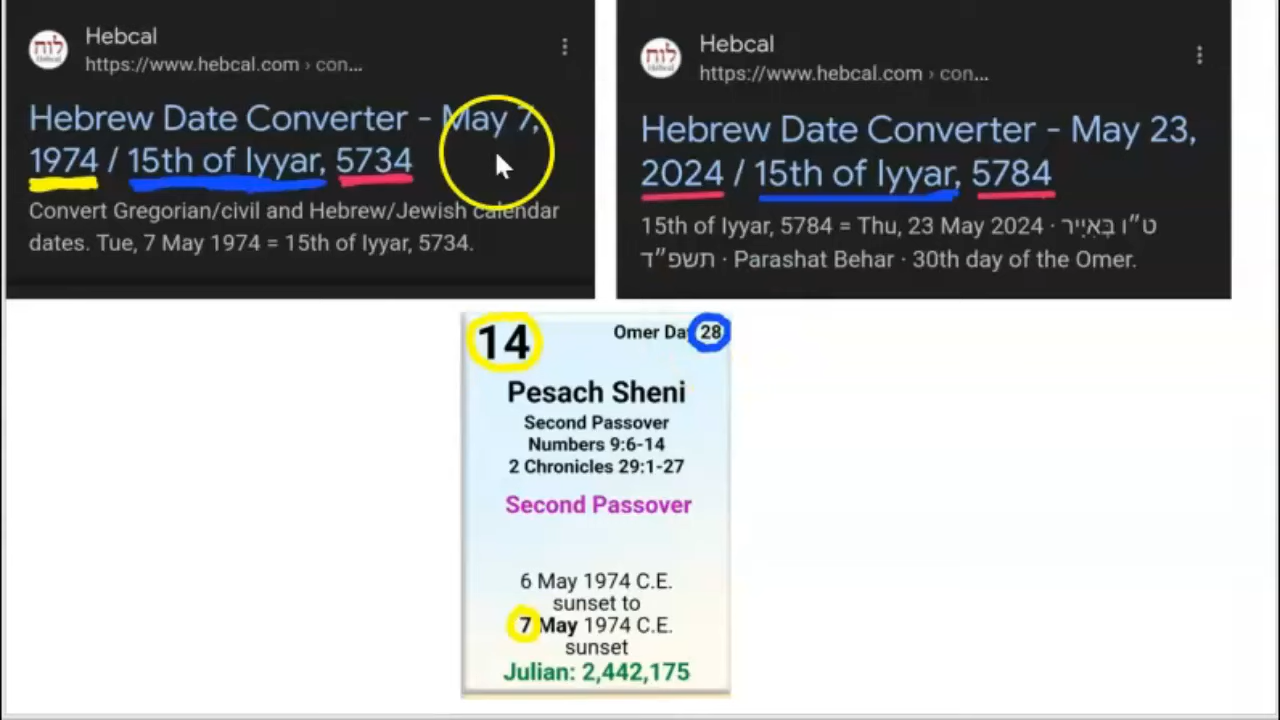 Hebcal
https://www.hebcal.com › con...
Hebrew Date Converter - May 7,
1974 / 15th of Iyyar, 5734
Convert Gregorian/civil and Hebrew/Jewish calendar
dates. Tue, 7 May 1974 = 15th of Iyyar, 5734.
Hebcal
https://www.hebcal.com › con...
Hebrew Date Converter - May 23,
2024 / 15th of Iyyar, 5784
15th of Iyyar, 5784 = Thu, 23 May 2024 · ט״ו בְּאִיָיר
תשפ״ד · Parashat Behar · 30th day of the Omer.
14
Omer Da 28
Pesach Sheni
Second Passover
Numbers 9:6-14
2 Chronicles 29:1-27
Second Passover
6 May 1974 C.E.
sunset to
7 May 1974 C.E.
sunset
Julian: 2,442,175